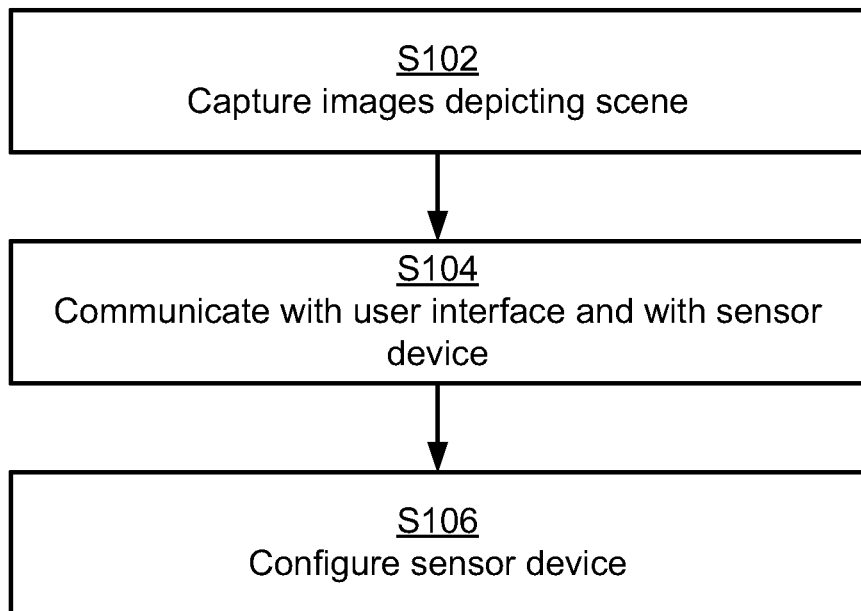 S102
Capture images depicting scene
S104
Communicate with user interface and with sensor
device
S106
Configure sensor device